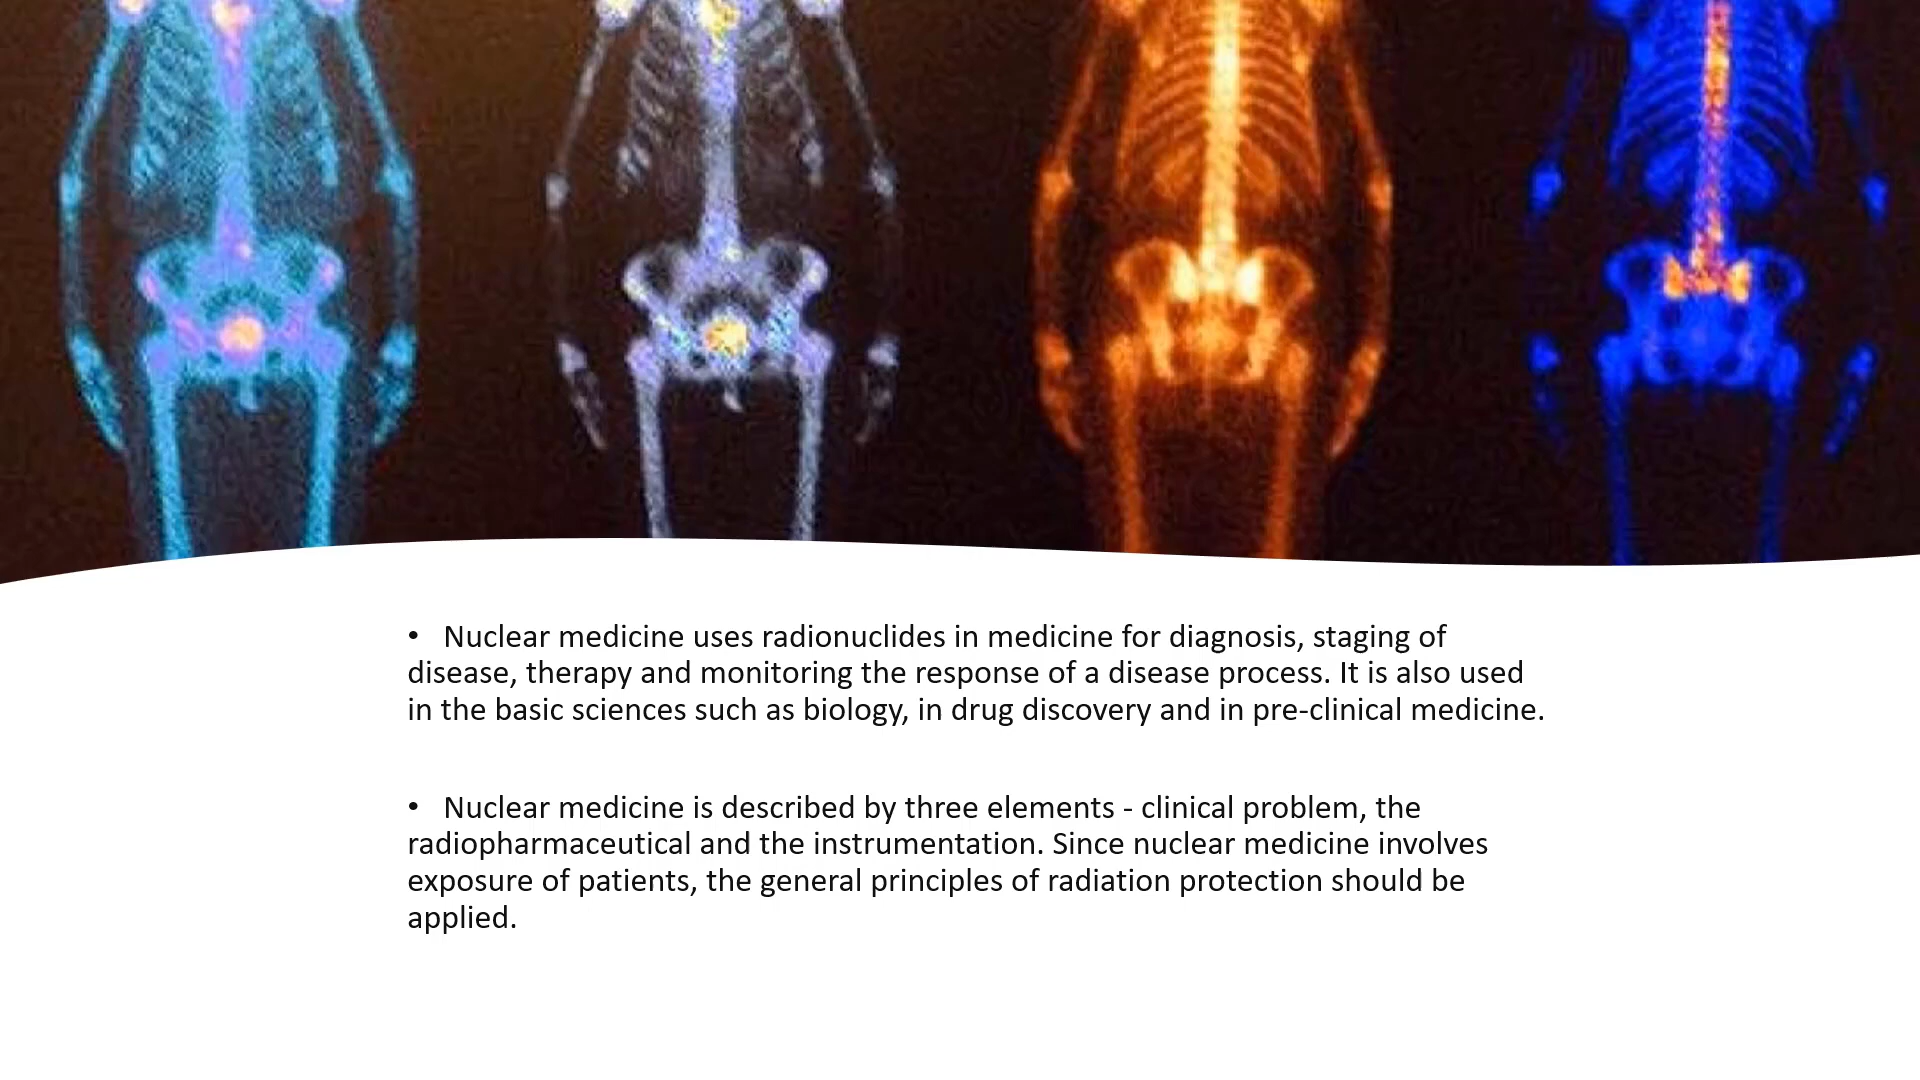 • Nuclear medicine uses radionuclides in medicine for diagnosis, staging of
disease, therapy and monitoring the response of a disease process. It is also used
in the basic sciences such as biology, in drug discovery and in pre-clinical medicine.
• Nuclear medicine is described by three elements - clinical problem, the
radiopharmaceutical and the instrumentation. Since nuclear medicine involves
exposure of patients, the general principles of radiation protection should be
applied.